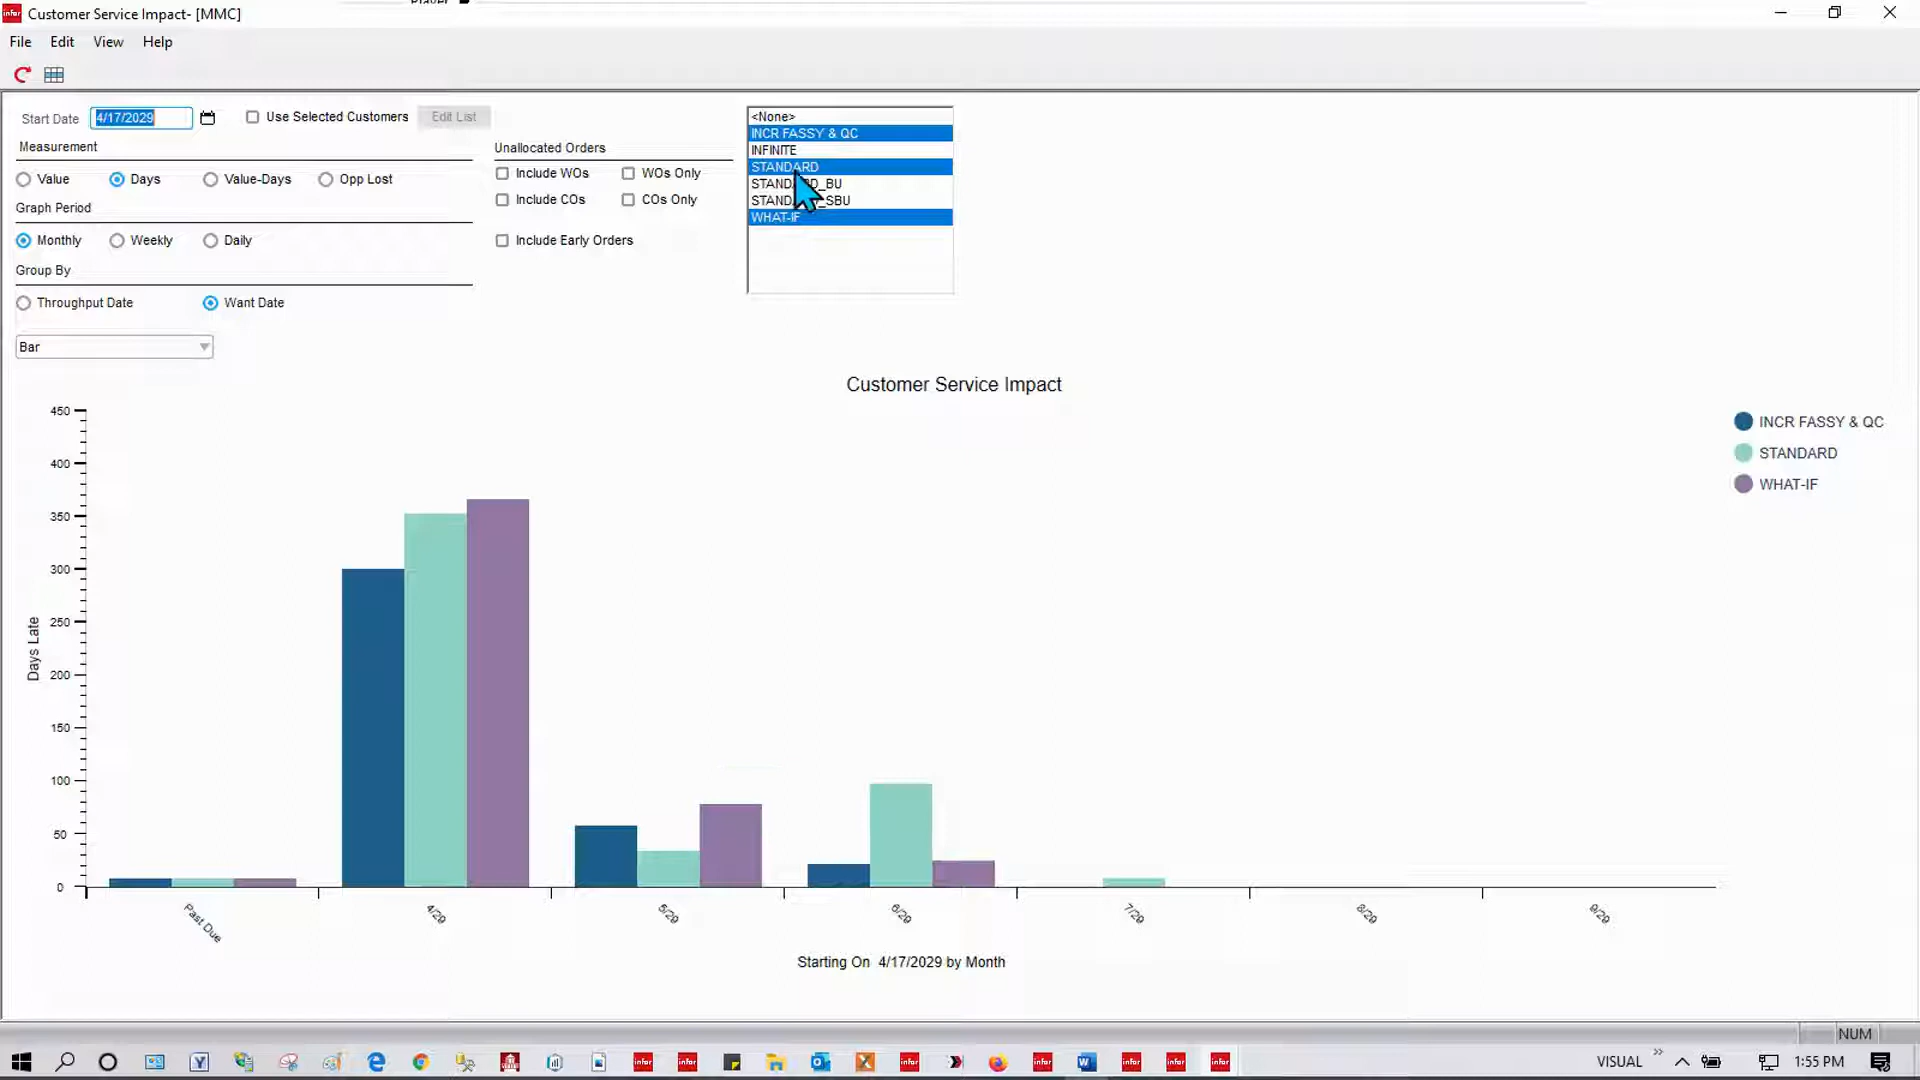 Customer Service Impact- [MMC]
File Edit View Help
Start Date 4/17/2029 Use Selected Customers Edit List
Measurement
Value Days Value-Days Opp Lost
Graph Period
Monthly Weekly Daily
Group By
Throughput Date Want Date
Bar
Unallocated Orders
Include WOs WOs Only
Include COs COs Only
Include Early Orders
<None>
INCR FASSY & QC
INFINITE
STANDARD
WHAT-IF
Customer Service Impact
INCR FASSY & QC
STANDARD
WHAT-IF
Days Late
450
400
350
300
250
200
150
100
50
0
Past Due 4/29 5/29 6/29 7/29 8/29 9/29
Starting On 4/17/2029 by Month
NUM
VISUAL
1:55 PM